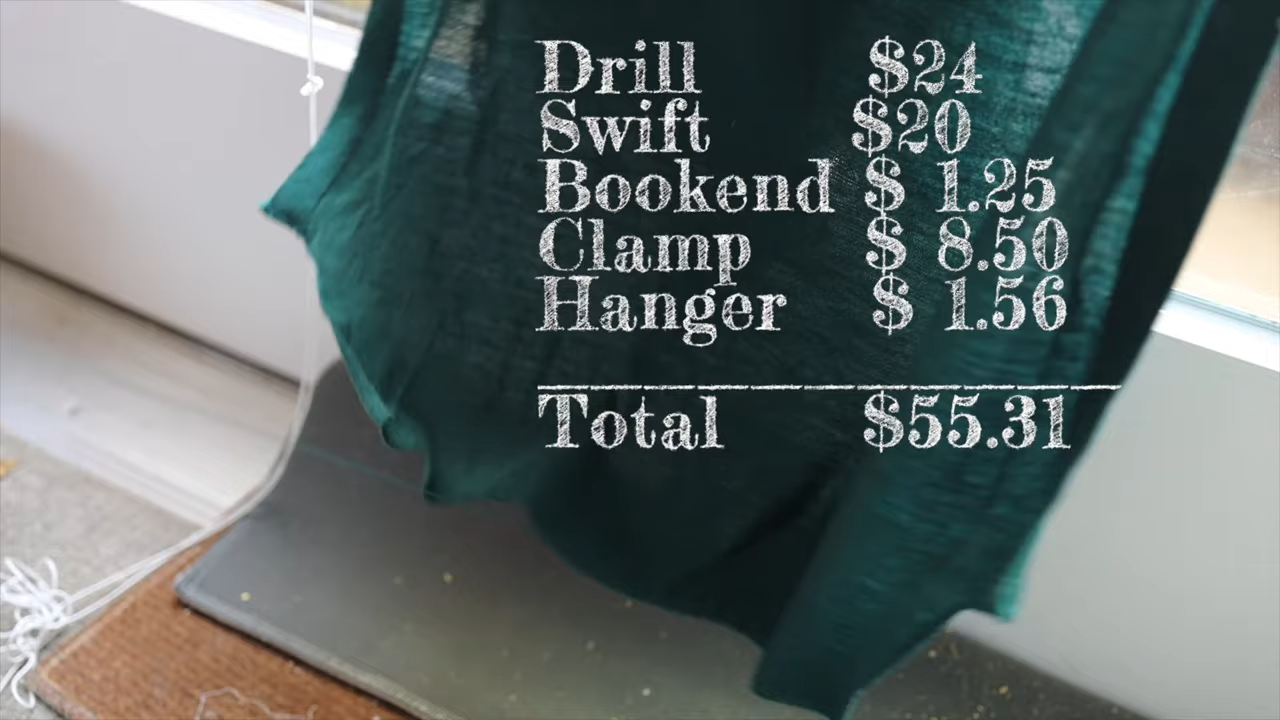 Drill $24
Swift $20
Bookend $ 1.25
Clamp $ 8.50
Hanger $ 1.56
Total $55.31